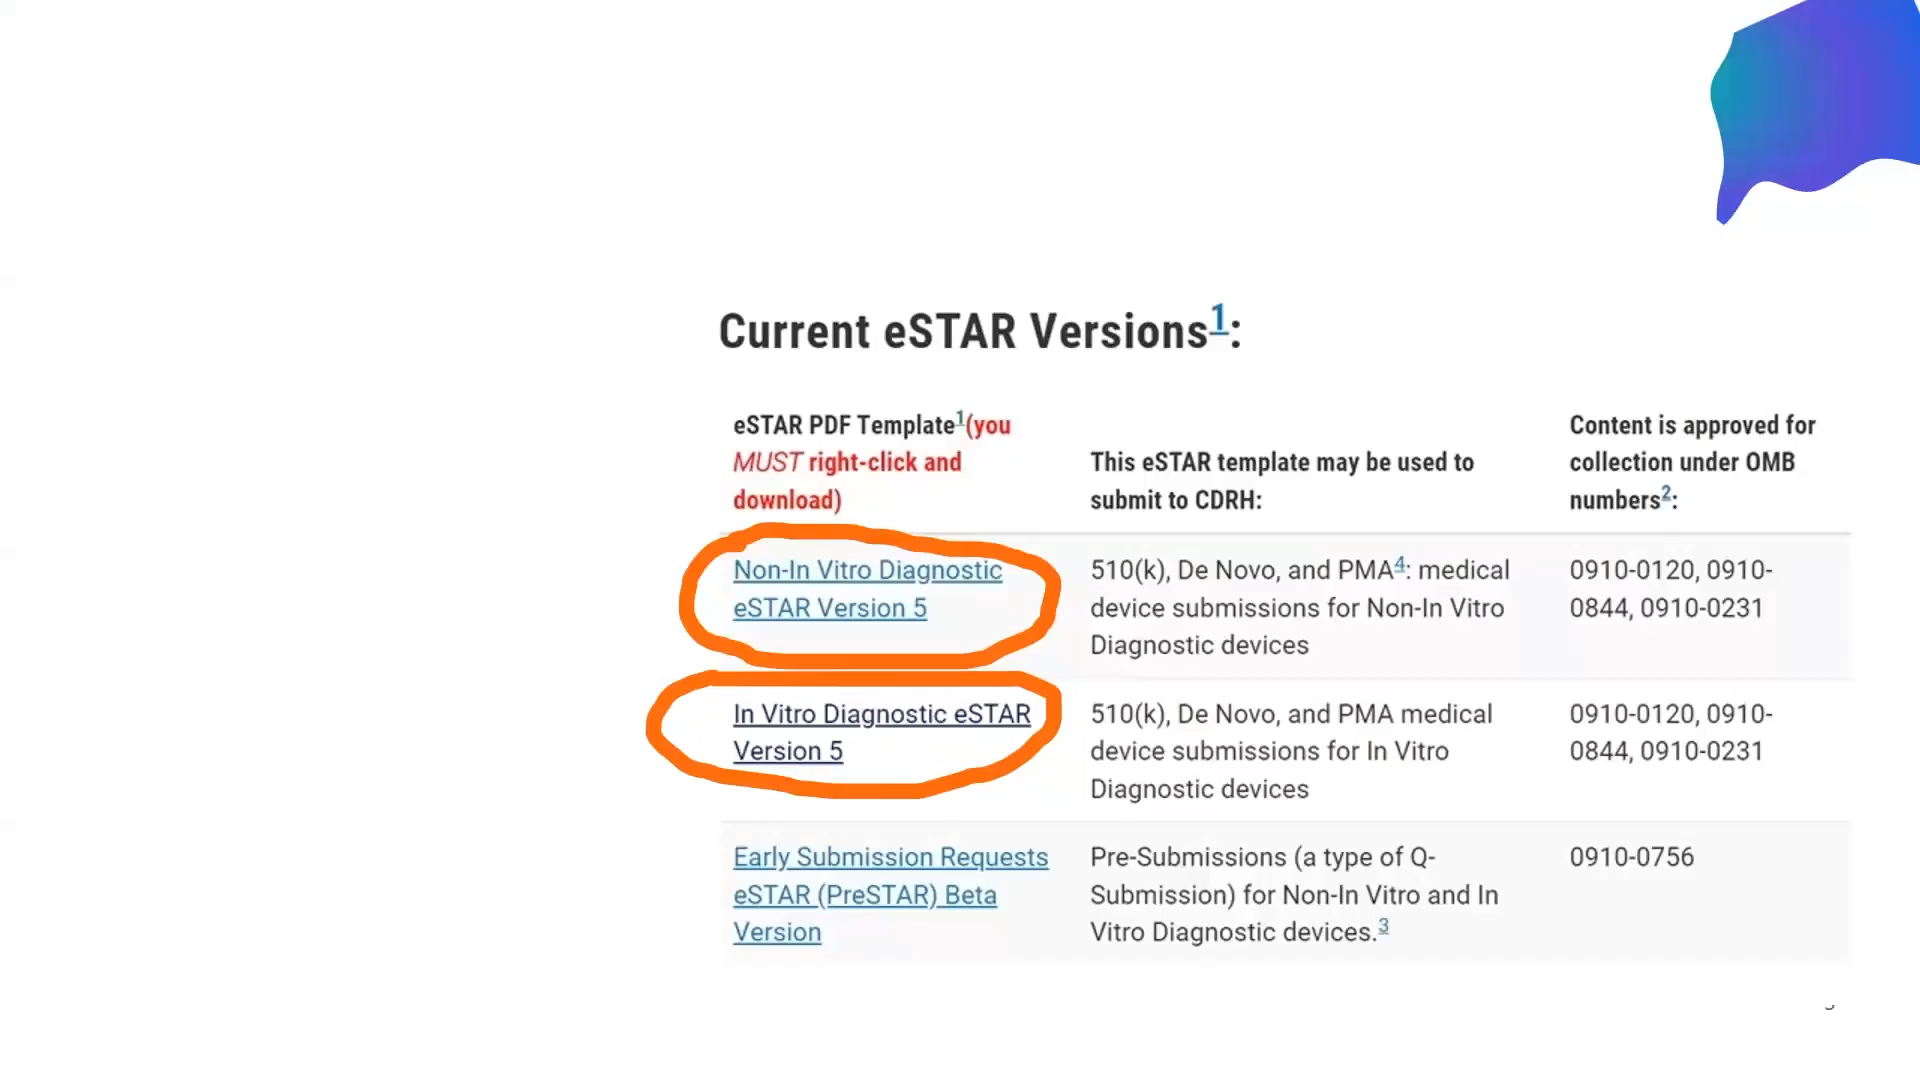 Current eSTAR Versions1:
eSTAR PDF Template1(you
MUST right-click and
download)
This eSTAR template may be used to
submit to CDRH:
Content is approved for
collection under OMB
numbers2:
Non-In Vitro Diagnostic
eSTAR Version 5
510(k), De Novo, and PMA4: medical
device submissions for Non-In Vitro
Diagnostic devices
0910-0120, 0910-
0844, 0910-0231
In Vitro Diagnostic eSTAR
Version 5
510(k), De Novo, and PMA medical
device submissions for In Vitro
Diagnostic devices
0910-0120, 0910-
0844, 0910-0231
Early Submission Requests
eSTAR (PreSTAR) Beta
Version
Pre-Submissions (a type of Q-
Submission) for Non-In Vitro and In
Vitro Diagnostic devices.3
0910-0756